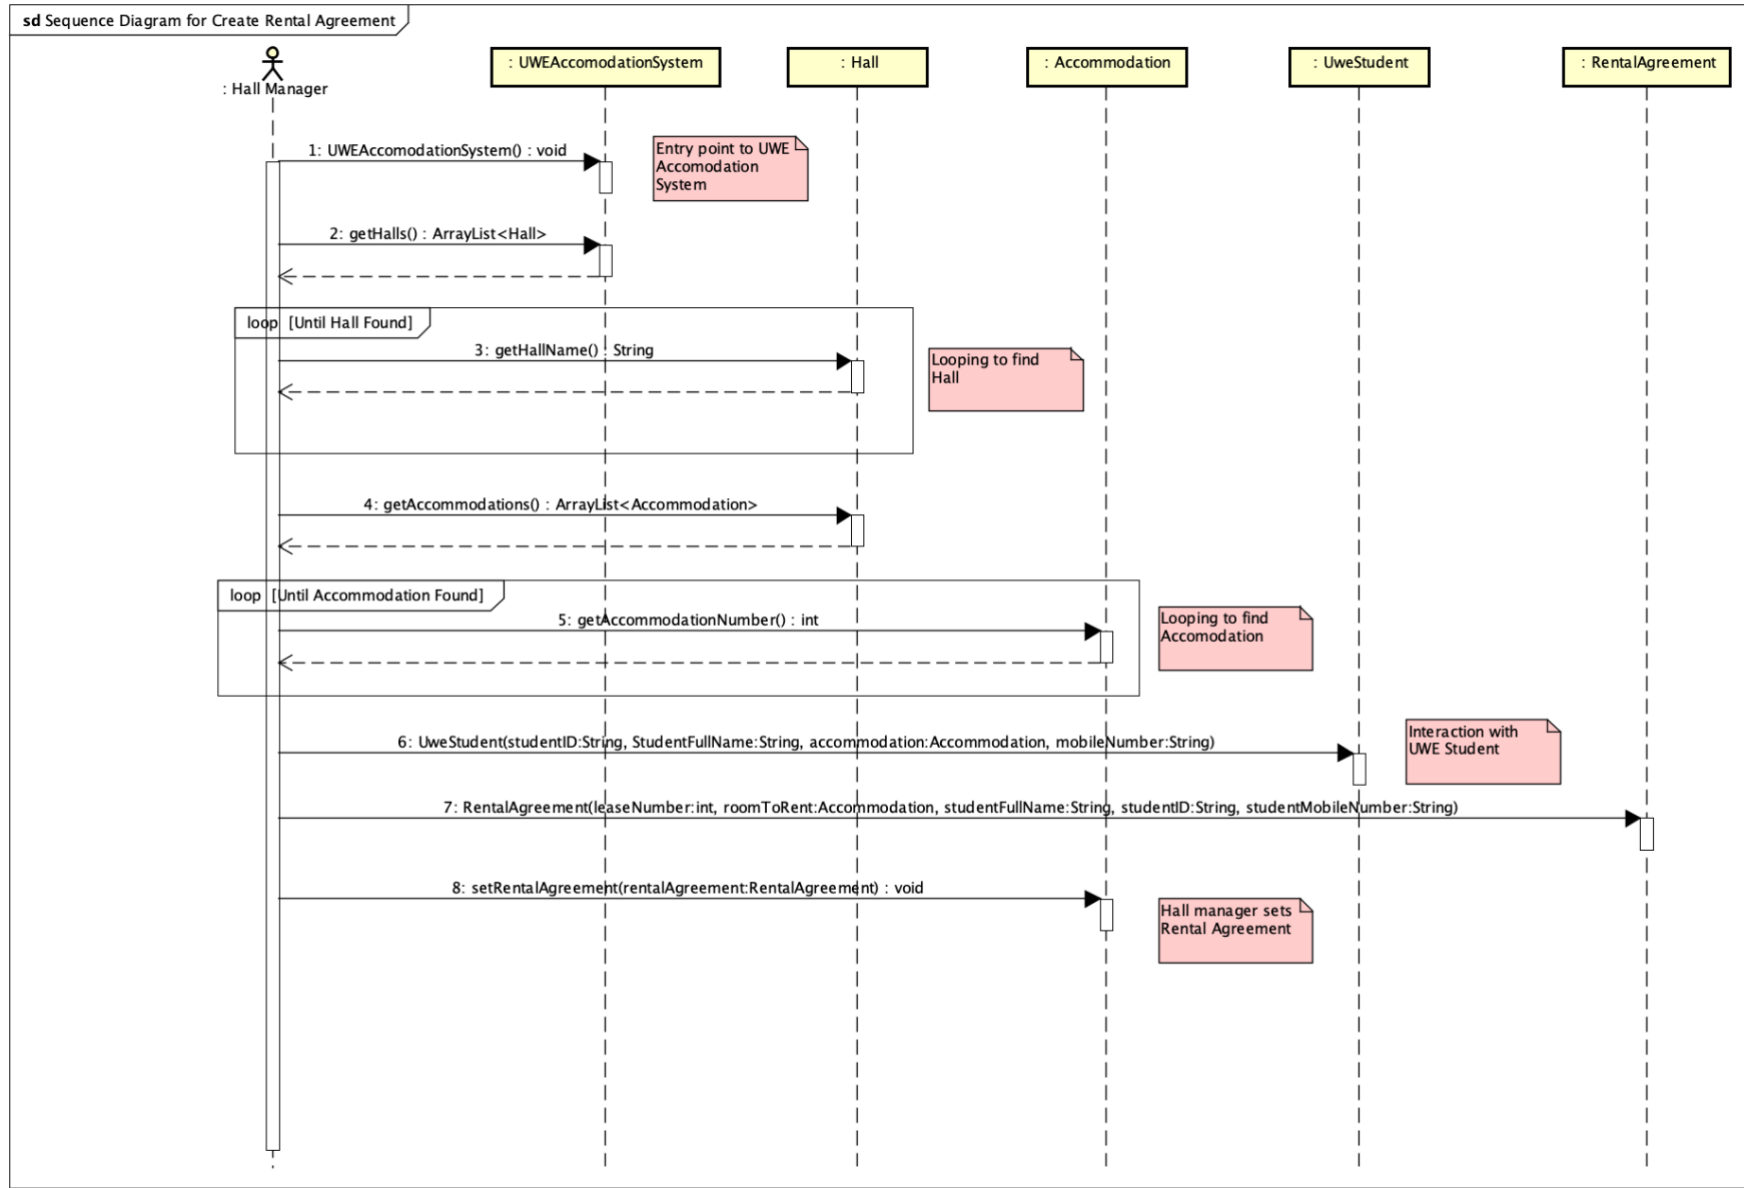 sd Sequence Diagram for Create Rental Agreement
: Hall Manager
: UWEAccomodationSystem
: Hall
: Accommodation
: UweStudent
: RentalAgreement
1: UWEAccomodationSystem() : void
Entry point to UWE
Accomodation
System
2: getHalls() : ArrayList<Hall>
loop [Until Hall Found]
3: getHallName() : String
Looping to find
Hall
4: getAccommodations() : ArrayList<Accommodation>
loop [Until Accommodation Found]
5: getAccommodationNumber() : int
Looping to find
Accomodation
6: UweStudent(studentID:String, StudentFullName:String, accommodation:Accommodation, mobileNumber:String)
Interaction with
UWE Student
7: RentalAgreement(leaseNumber:int, roomToRent:Accommodation, studentFullName:String, studentID:String, studentMobileNumber:String)
8: setRentalAgreement(rentalAgreement:RentalAgreement) : void
Hall manager sets
Rental Agreement